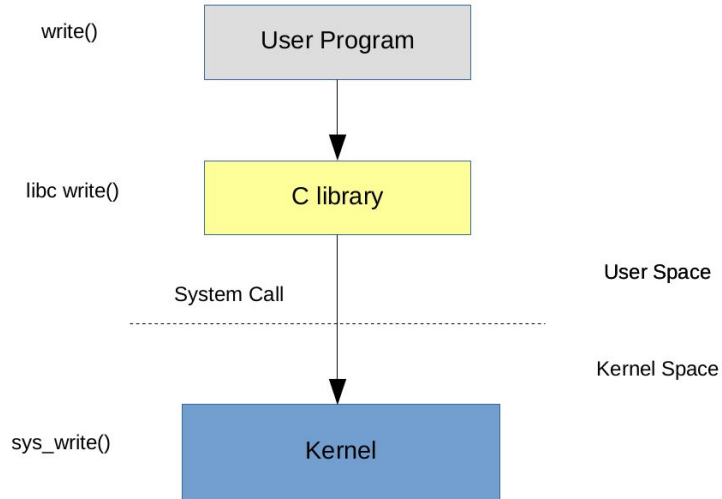 write()
User Program
libc write()
C library
User Space
System Call
Kernel Space
sys_write()
Kernel